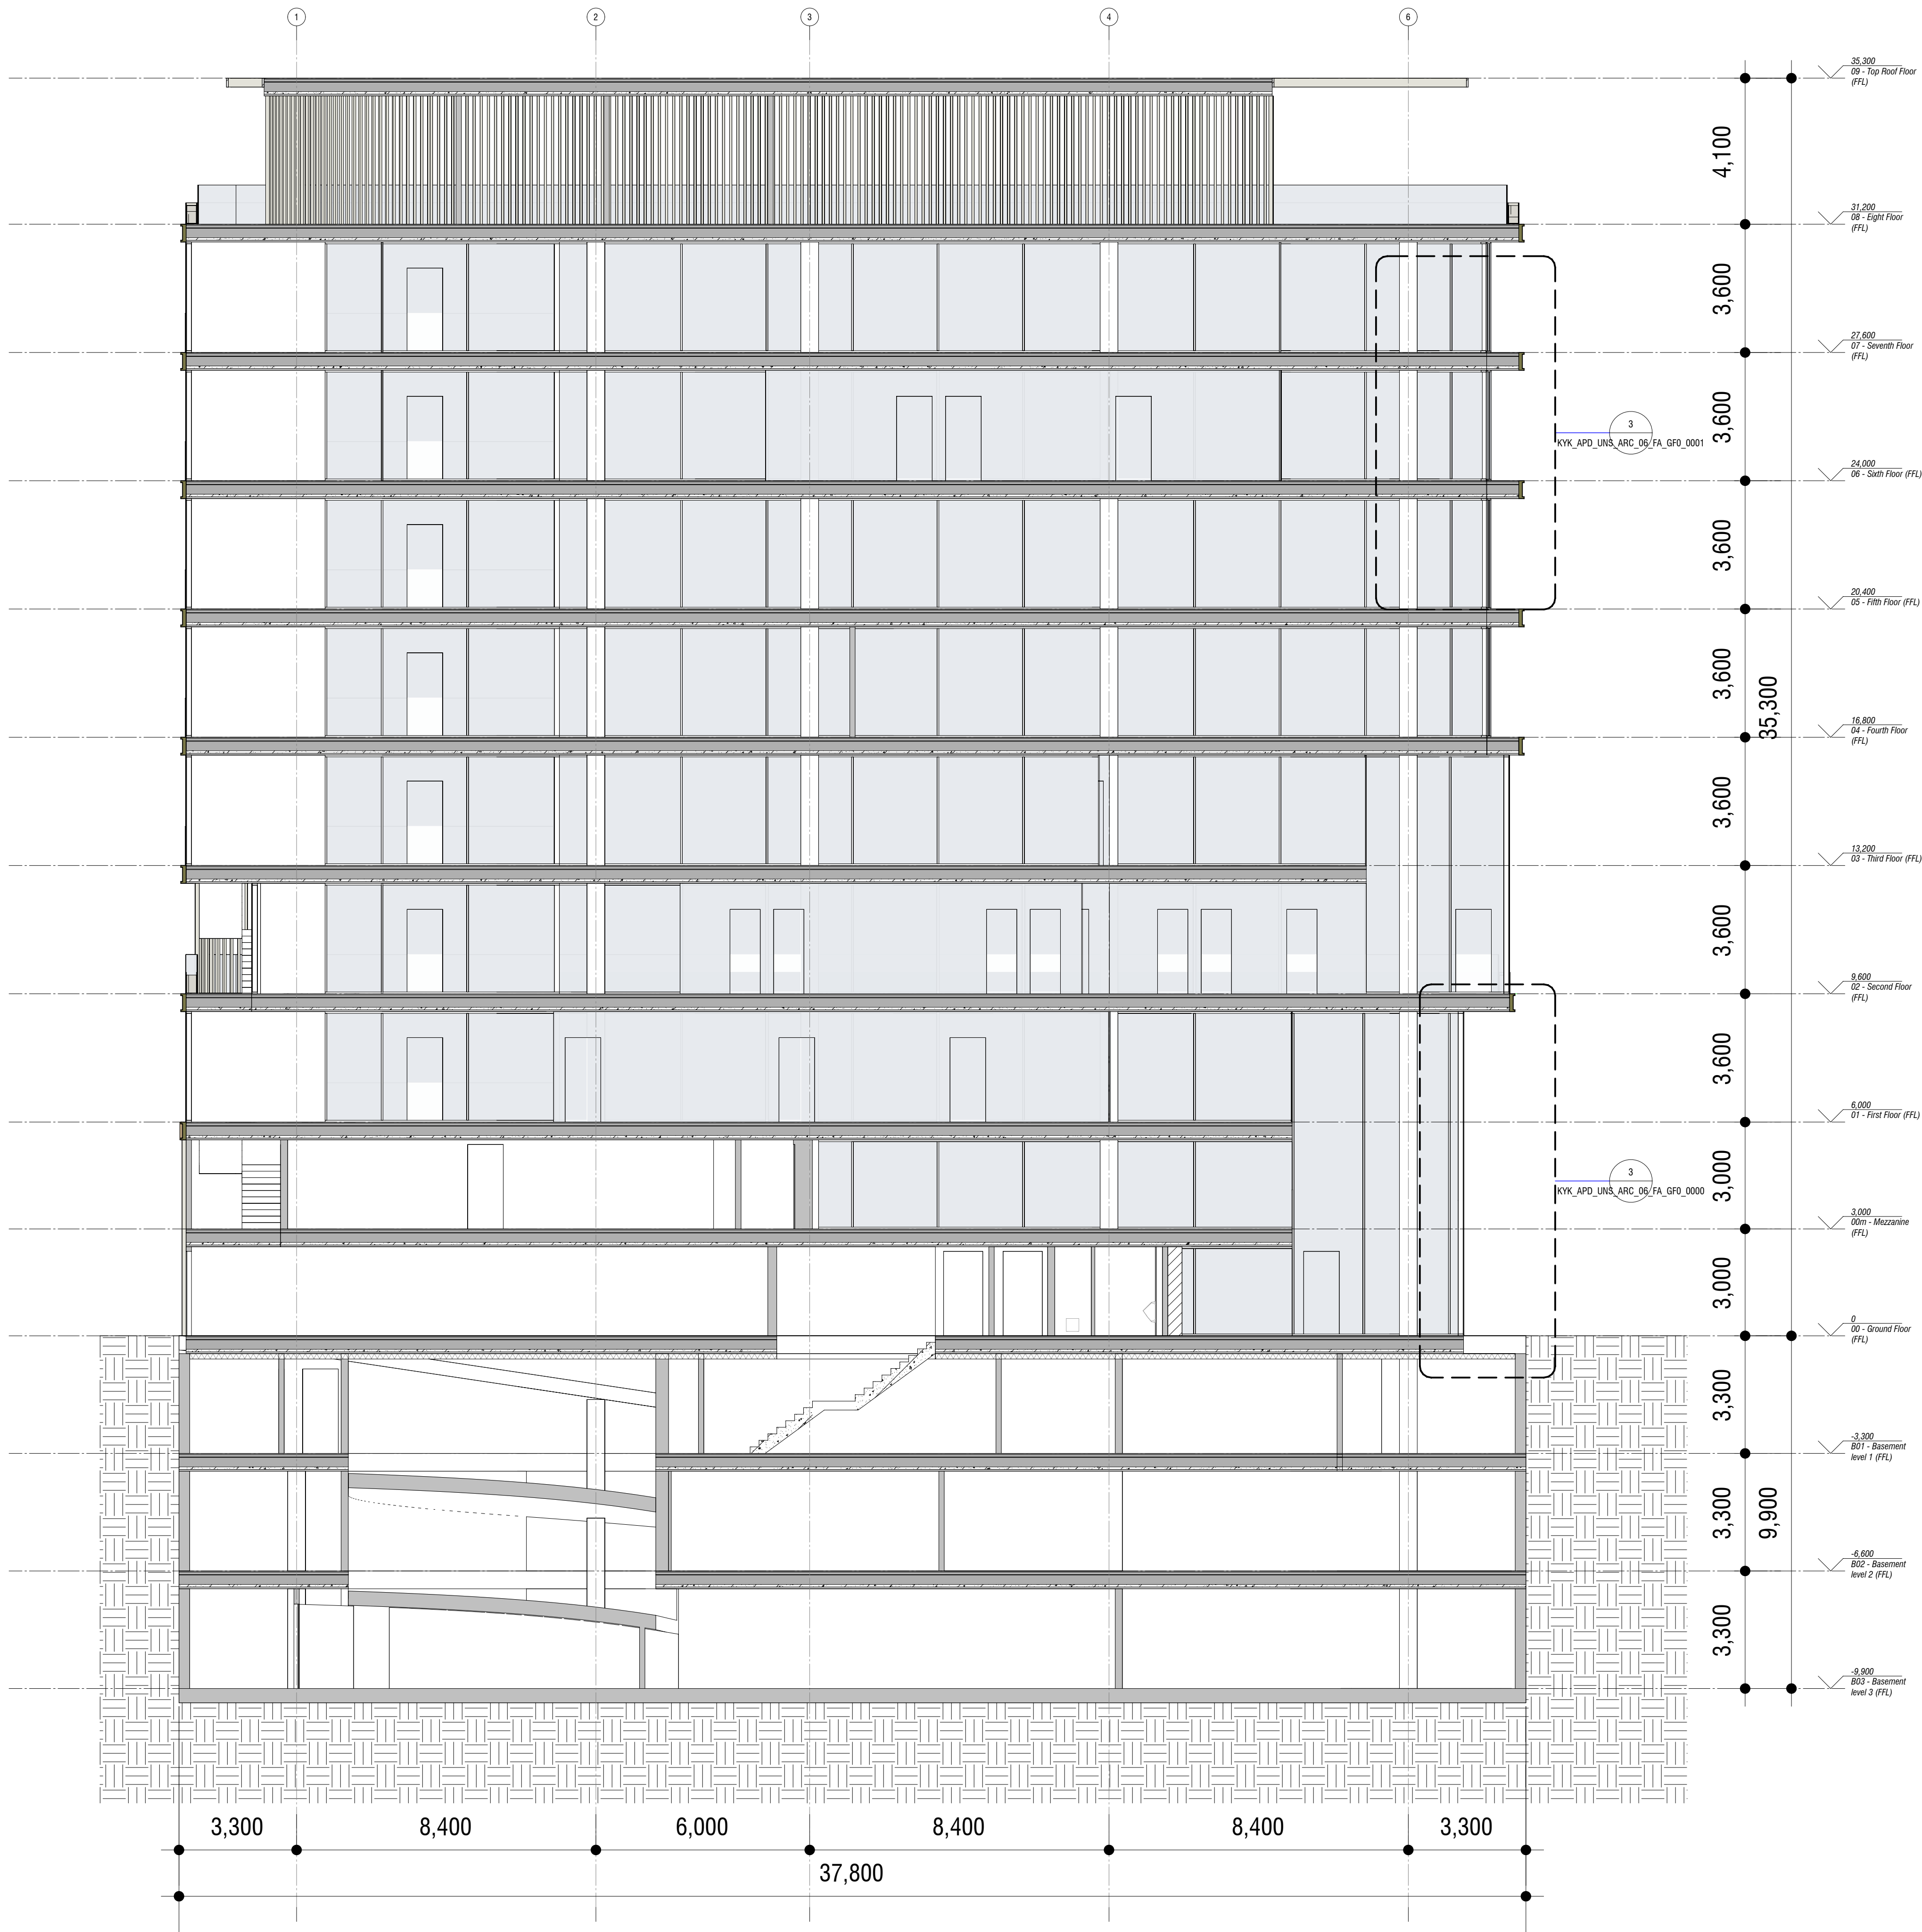 1
2
3
4
6
35,300
09 - Top Roof Floor
(FFL)
4,100
31,200
08 - Eight Floor
(FFL)
3,600
27,600
07 - Seventh Floor
(FFL)
3,600
3
KYK_APD_UNS_ARC_06_FA_GF0_0001
24,000
06 - Sixth Floor (FFL)
3,600
20,400
05 - Fifth Floor (FFL)
3,600
35,300
16,800
04 - Fourth Floor
(FFL)
3,600
13,200
03 - Third Floor (FFL)
3,600
9,600
02 - Second Floor
(FFL)
3,600
6,000
01 - First Floor (FFL)
3,000
3
KYK_APD_UNS_ARC_06_FA_GF0_0000
3,000
00m - Mezzanine
(FFL)
3,000
0
00 - Ground Floor
(FFL)
3,300
-3,300
B01 - Basement
level 1 (FFL)
3,300
9,900
-6,600
B02 - Basement
level 2 (FFL)
3,300
-9,900
B03 - Basement
level 3 (FFL)
3,300
8,400
6,000
8,400
8,400
3,300
37,800